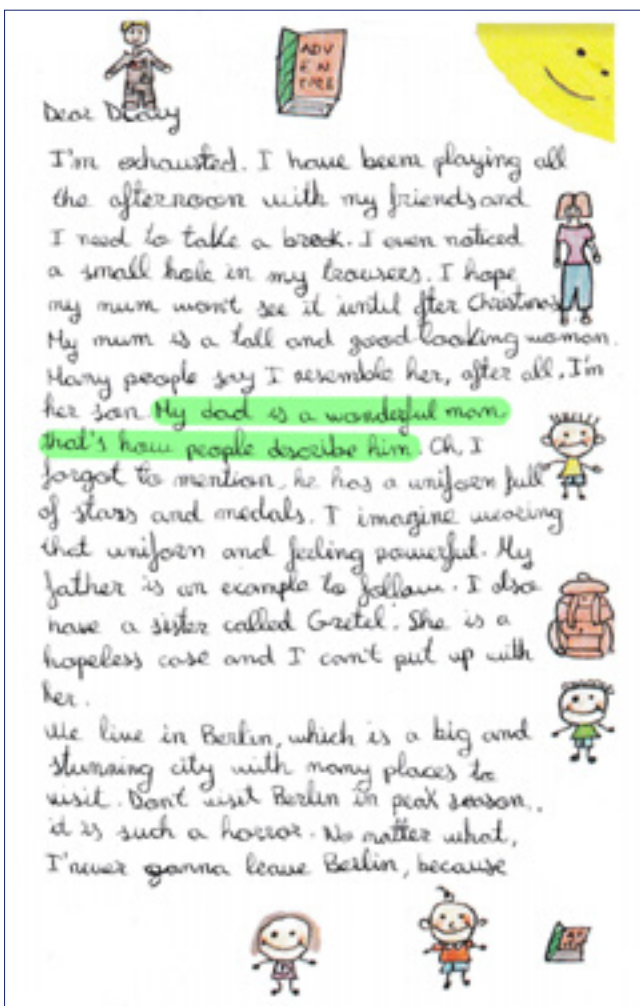 ADV
EN
TURE
Dear Diary
I'm exhausted. I have been playing all
the afternoon with my friends and
I need to take a break. I even noticed
a small hole in my trousers. I hope
my mum won't see it until fter Christmas
My mum is a tall and good-looking woman.
Many people say I resemble her, after all, I'm
her son. My dad is a wonderful man
that's how people describe him. Oh, I
forgot to mention, he has a uniform full
of stars and medals. I imagine wearing
that uniform and feeling powerful. My
father is an example to follow. I also
have a sister called Gretel. She is a
hopeless case and I can't put up with
her.
We live in Berlin, which is a big and
stunning city with many places to
visit. Don't visit Berlin in peak season,
it is such a horror. No matter what,
I'never gonna leave Berlin, because